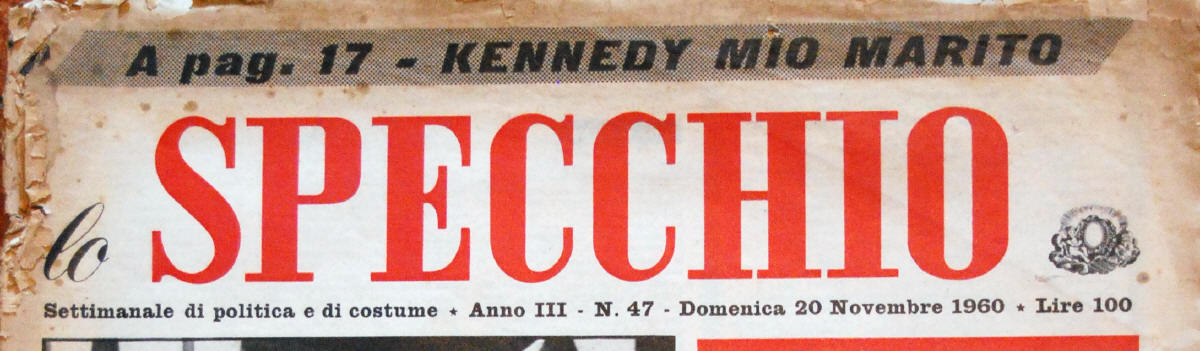 A pag. 17 - KENNEDY MIO MARITO
lo SPECCHIO
Settimanale di politica e di costume ★ Anno III - N. 47 - Domenica 20 Novembre 1960 ★ Lire 100